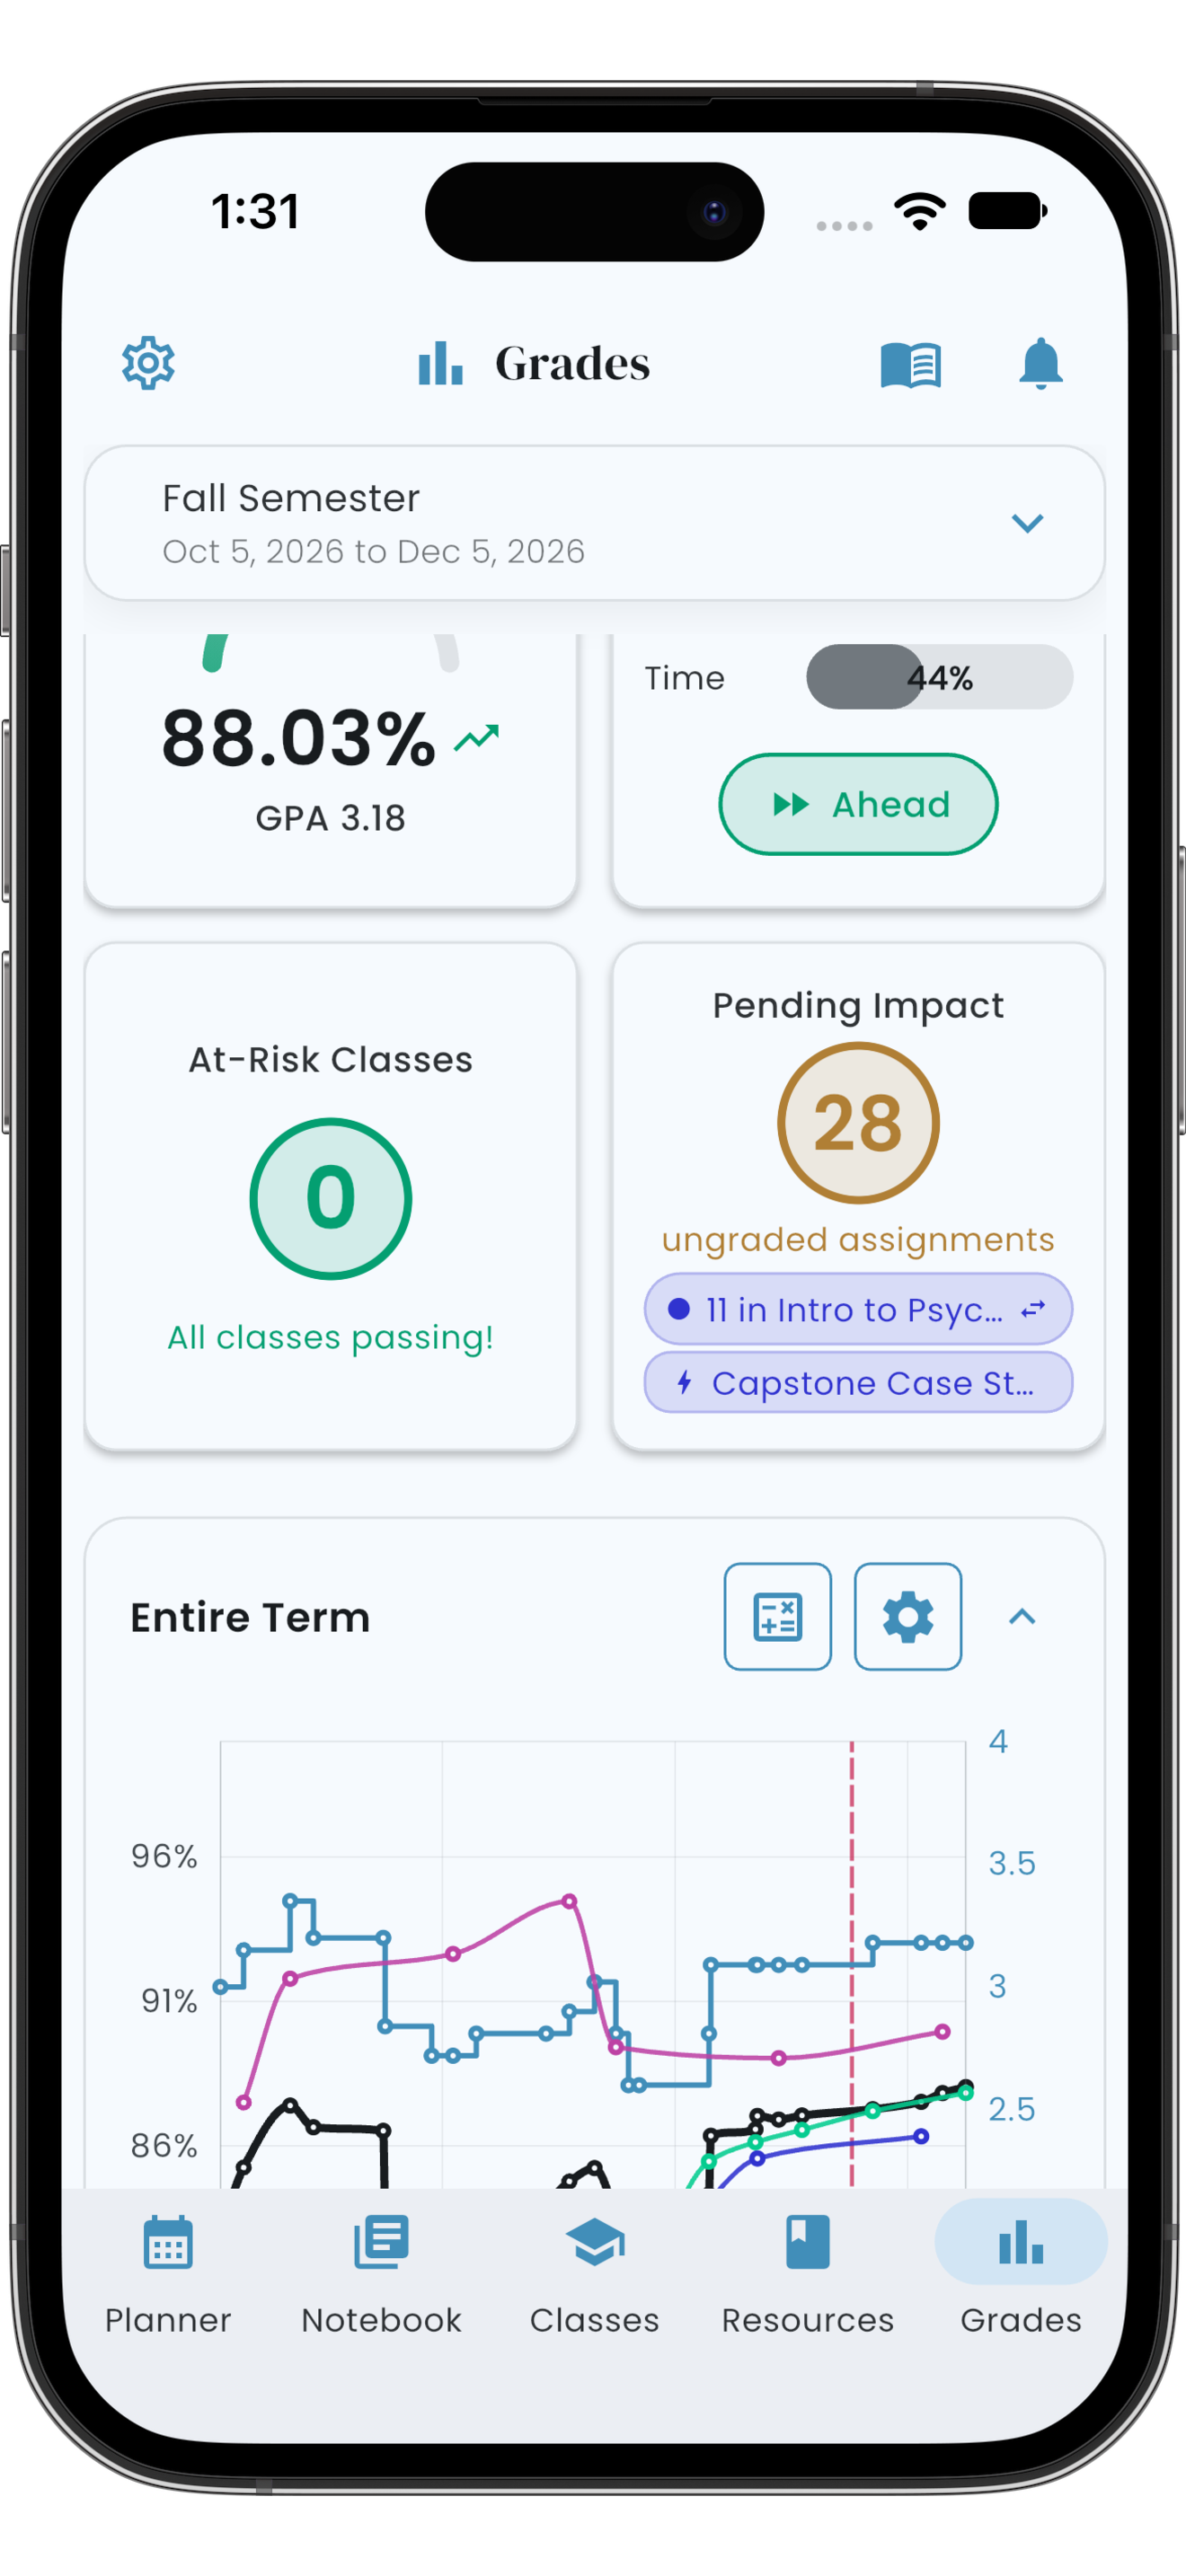 1:31
Grades
Fall Semester
Oct 5, 2026 to Dec 5, 2026
88.03%
GPA 3.18
Time
44%
Ahead
At-Risk Classes
0
All classes passing!
Pending Impact
28
ungraded assignments
11 in Intro to Psyc...
Capstone Case St...
Entire Term
4
96%
3.5
91%
3
2.5
86%
Planner
Notebook
Classes
Resources
Grades